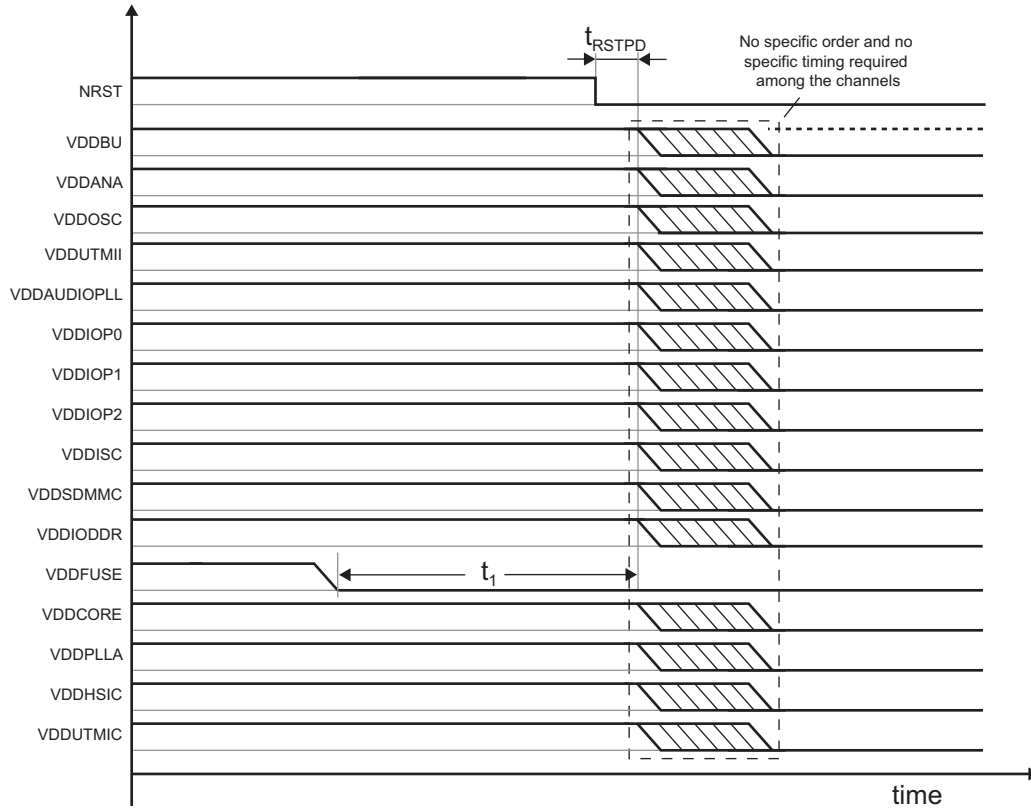 tRSTPD
No specific order and no
specific timing required
among the channels
NRST
VDDBU
VDDANA
VDDOSC
VDDUTMII
VDDAUDIOPLL
VDDIOP0
VDDIOP1
VDDIOP2
VDDISC
VDDSDMMC
VDDIODDR
VDDFUSE
t1
VDDCORE
VDDPLLA
VDDHSIC
VDDUTMIC
time